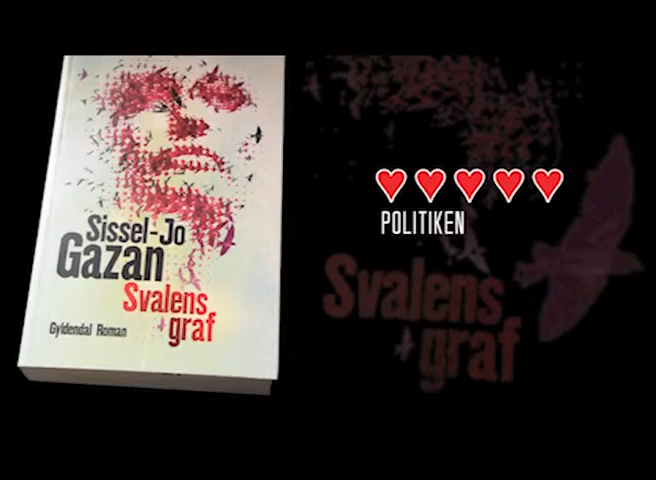 Sissel-Jo
Gazan
Svalens
graf
Gyldendal Roman
POLITIKEN
Svalens
graf